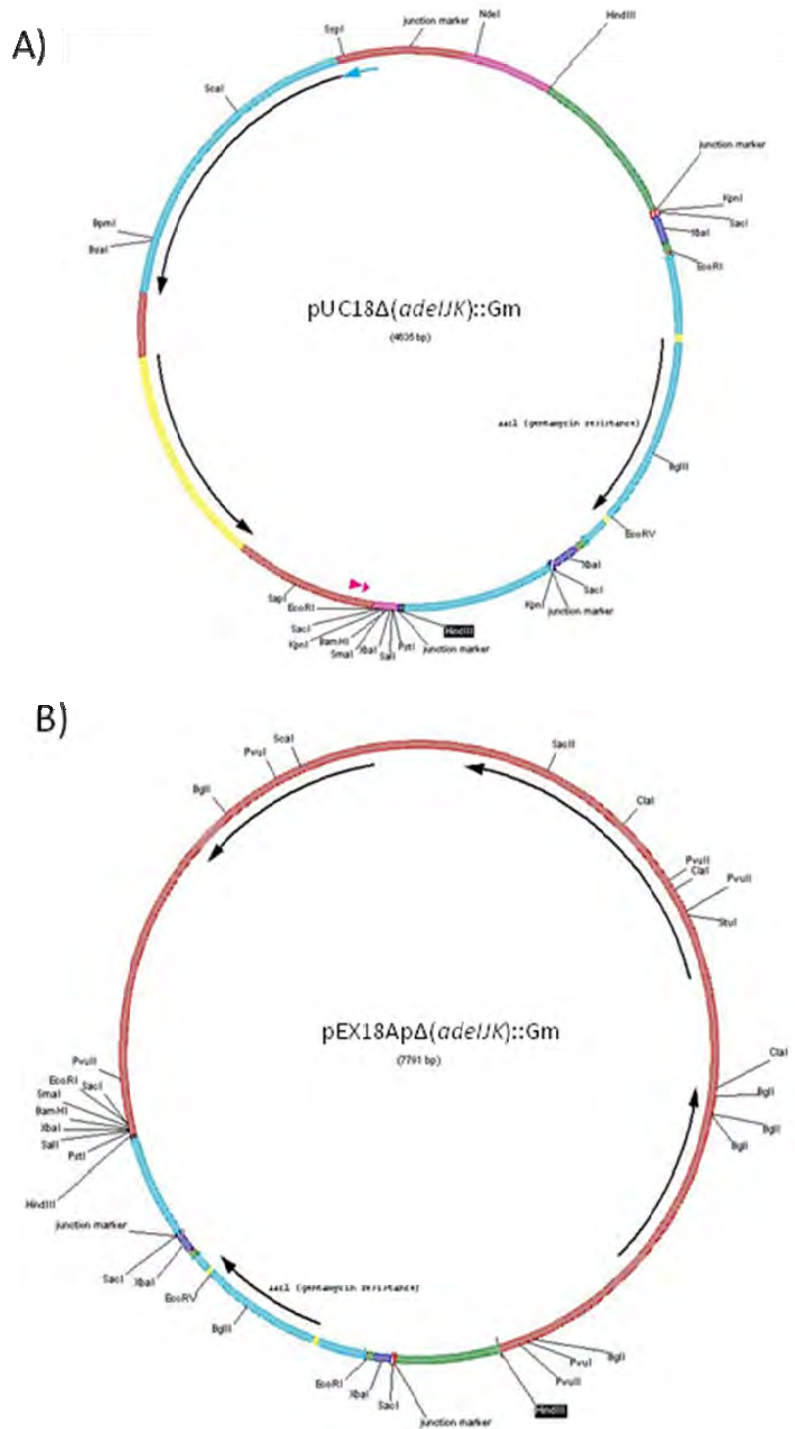 A)
junction marker
NdeI
HindIII
SspI
ScaI
junction marker
KpnI
SacI
XbaI
EcoRI
BpmI
BsaI
pUC18Δ(adeIJK)::Gm
aac1 (gentamycin resistance)
BglII
EcoRV
XbaI
SacI
KpnI
junction marker
SapI
EcoRI
SacI
KpnI
BamHI
SmaI
XbaI
SalI
PstI
HindIII
junction marker
B)
ScaI
PvuI
BglI
SacII
ClaI
PvuII
ClaI
PvuII
StuI
pEX18ApΔ(adeIJK)::Gm
(7791 bp)
PvuII
EcoRI
SacI
SmaI
BamHI
XbaI
SalI
PstI
HindIII
ClaI
BglI
BglI
BglI
junction marker
SacI
XbaI
EcoRV
BglII
aac1 (gentamycin resistance)
EcoRI
XbaI
SacI
junction marker
HindIII
PvuII
PvuI
BglI